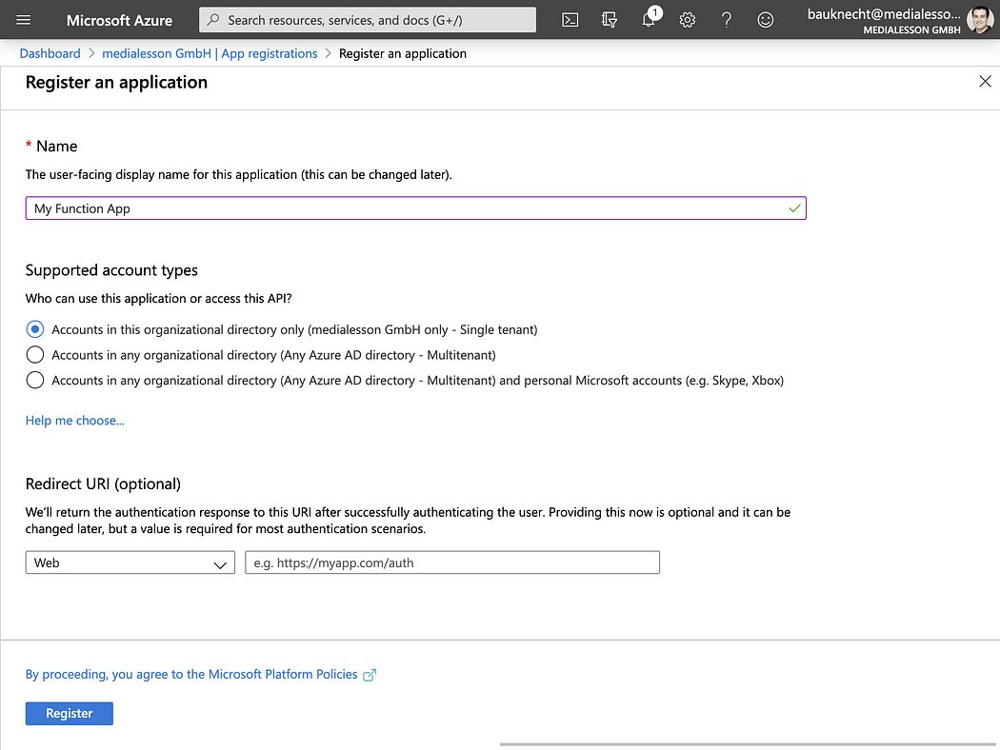 Microsoft Azure
Search resources, services, and docs (G+/)
1
?
bauknecht@medialesso...
MEDIALESSON GMBH
Dashboard > medialesson GmbH | App registrations > Register an application
Register an application
* Name
The user-facing display name for this application (this can be changed later).
My Function App
Supported account types
Who can use this application or access this API?
Accounts in this organizational directory only (medialesson GmbH only - Single tenant)
Accounts in any organizational directory (Any Azure AD directory - Multitenant)
Accounts in any organizational directory (Any Azure AD directory - Multitenant) and personal Microsoft accounts (e.g. Skype, Xbox)
Help me choose...
Redirect URI (optional)
We'll return the authentication response to this URI after successfully authenticating the user. Providing this now is optional and it can be
changed later, but a value is required for most authentication scenarios.
Web
e.g. https://myapp.com/auth
By proceeding, you agree to the Microsoft Platform Policies
Register